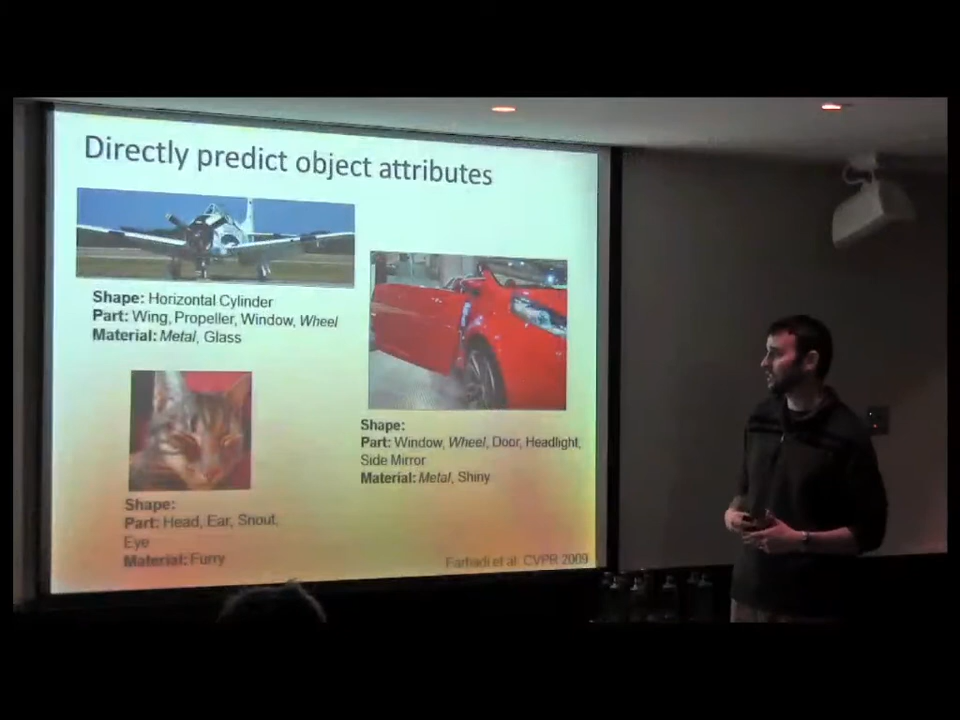 Directly predict object attributes
Shape: Horizontal Cylinder
Part: Wing, Propeller, Window, Wheel
Material: Metal, Glass
Shape:
Part: Window, Wheel, Door, Headlight,
Side Mirror
Material: Metal, Shiny
Shape:
Part: Head, Ear, Snout,
Eye
Material: Furry
Farhadi et al. CVPR 2009